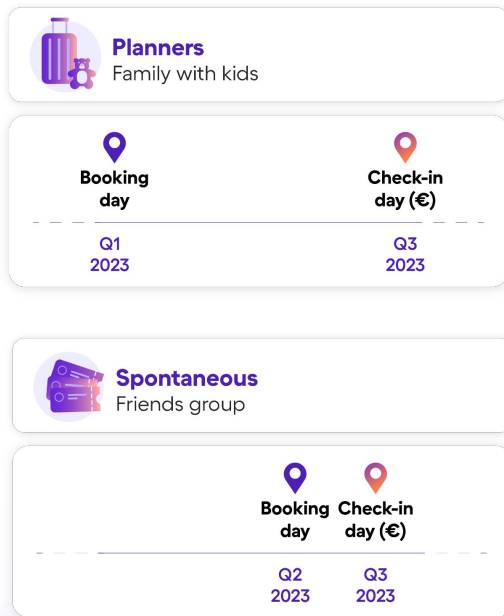 Planners
Family with kids
Booking
day
Check-in
day (€)
Q1
2023
Q3
2023
Spontaneous
Friends group
Booking
day
Check-in
day (€)
Q2
2023
Q3
2023